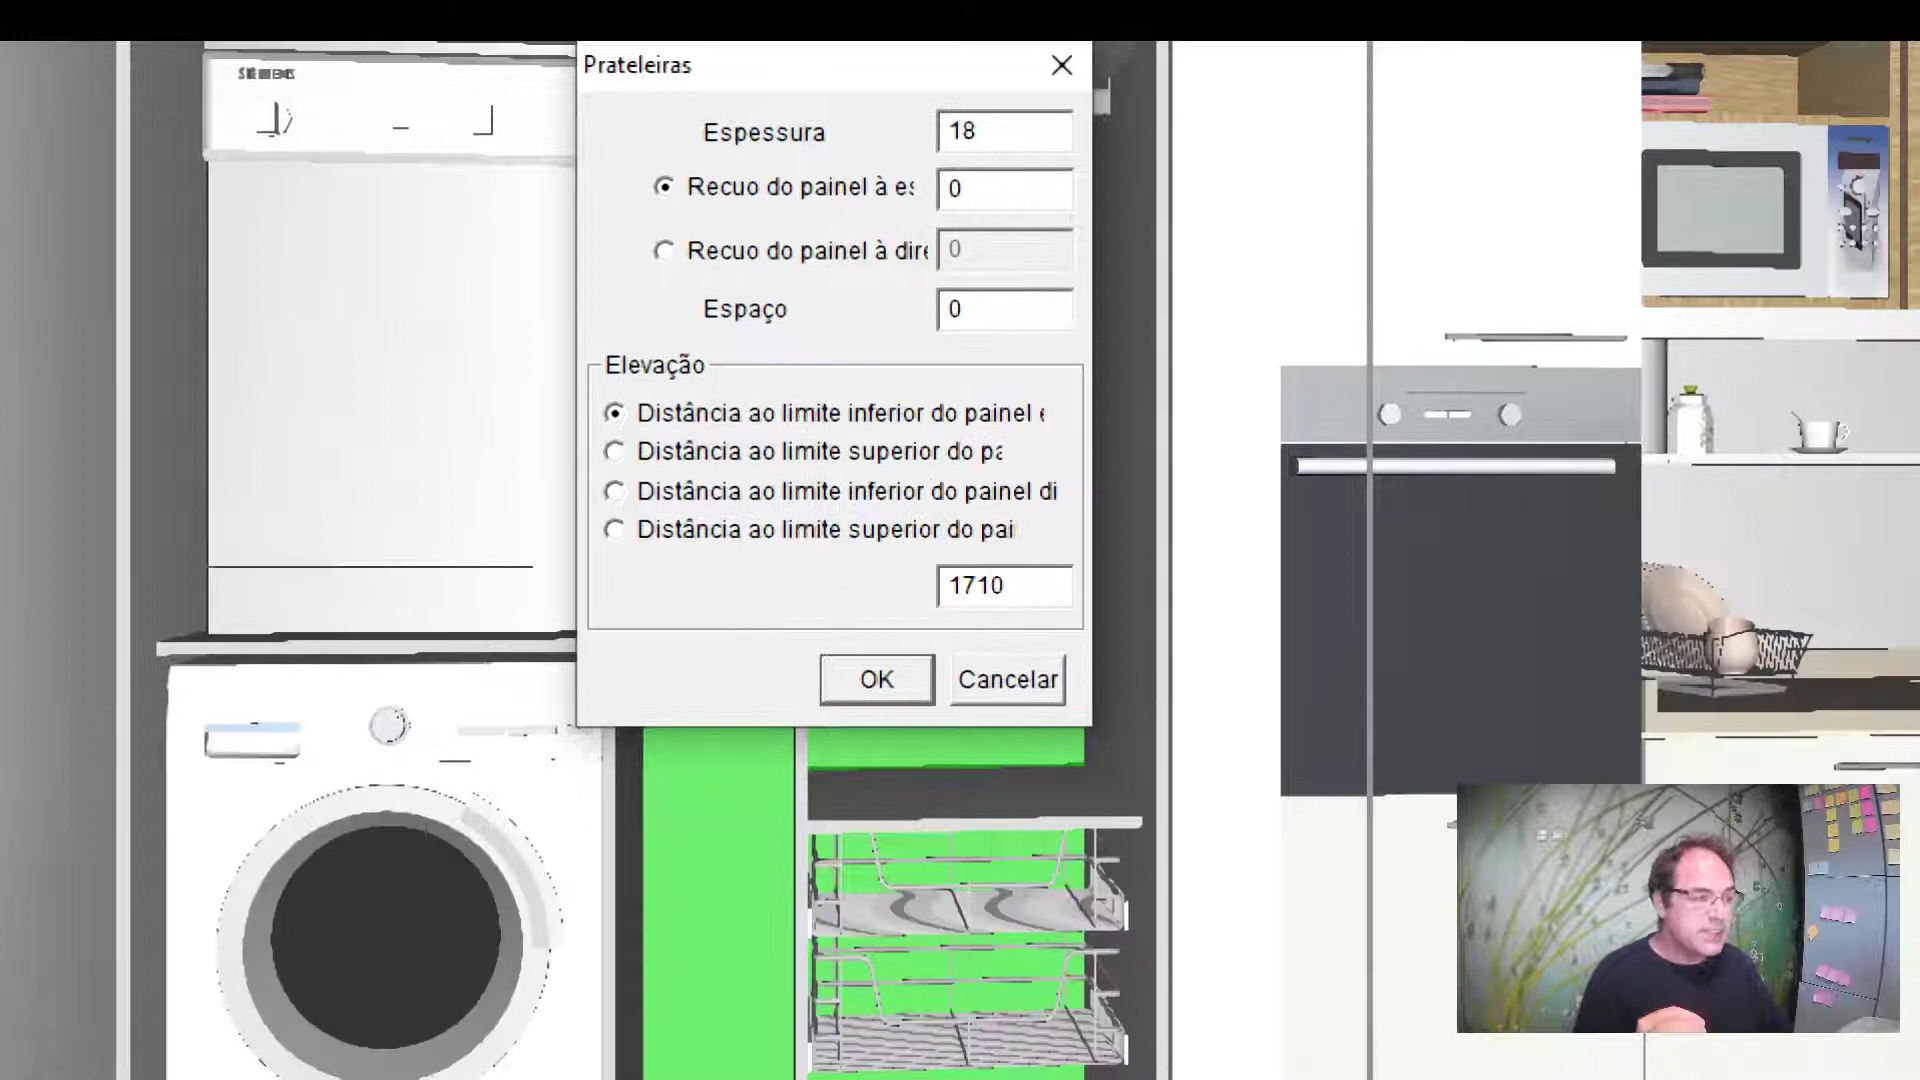 Prateleiras
Espessura 18
Recuo do painel à es 0
Recuo do painel à dire 0
Espaço 0
Elevação
Distância ao limite inferior do painel e
Distância ao limite superior do pa
Distância ao limite inferior do painel di
Distância ao limite superior do pai
1710
OK Cancelar